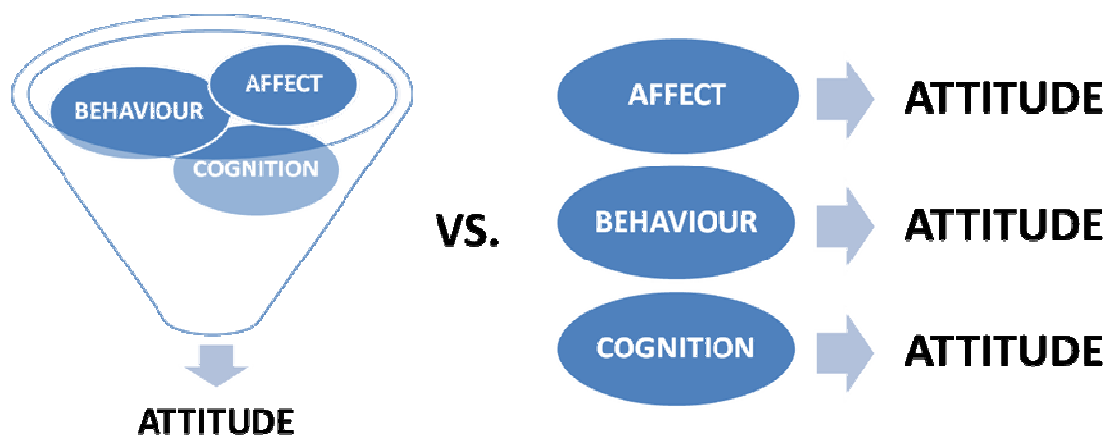 AFFECT
BEHAVIOUR
COGNITION
ATTITUDE
VS.
AFFECT
ATTITUDE
BEHAVIOUR
ATTITUDE
COGNITION
ATTITUDE